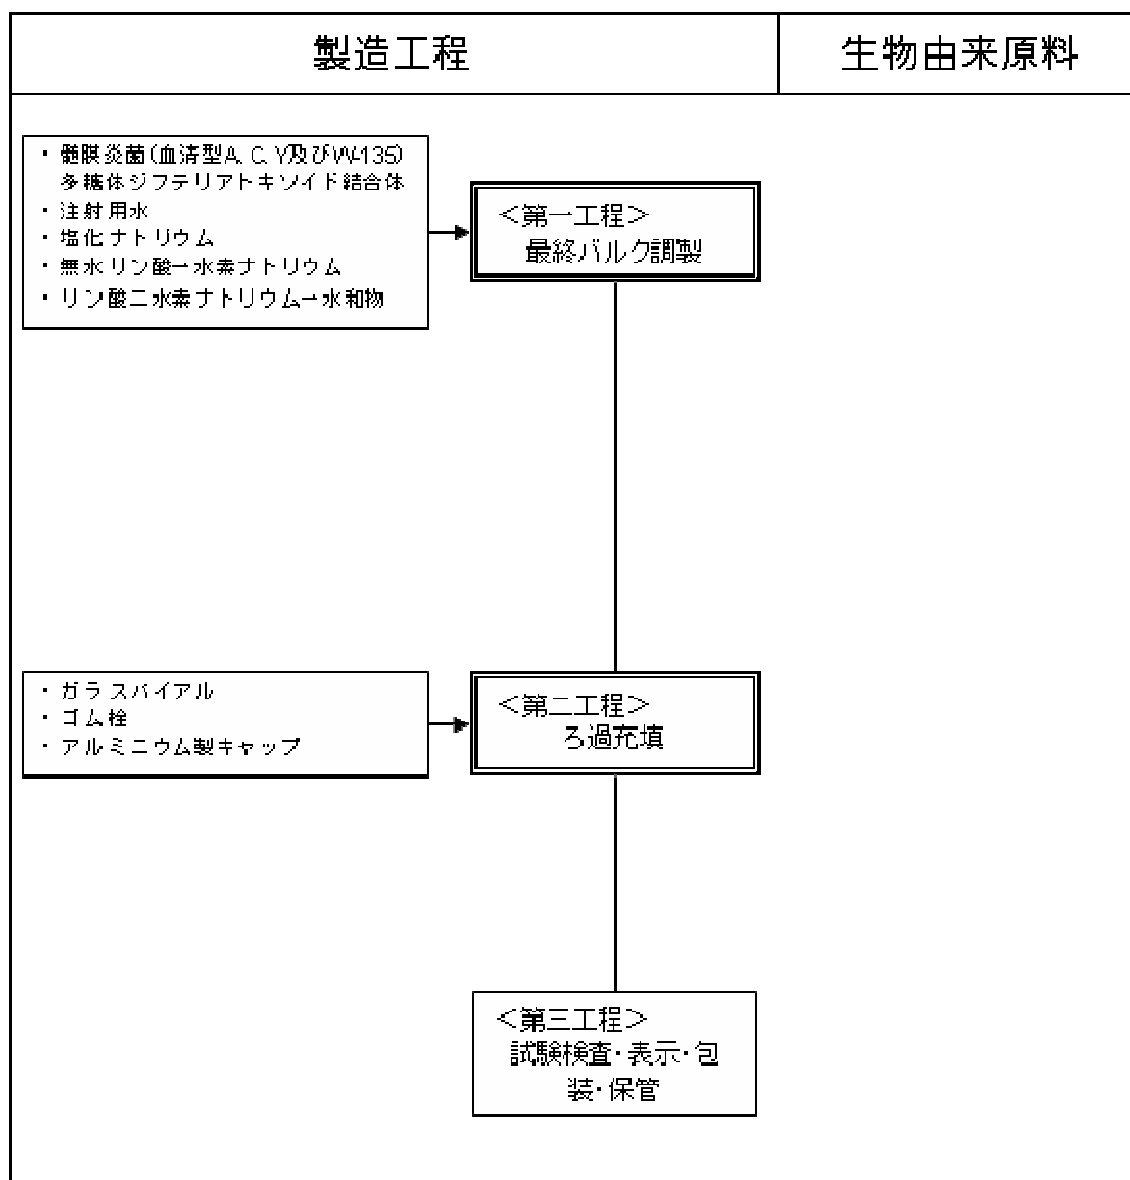 製造工程
生物由来原料
・髄膜炎菌(血清型A, C, Y及びW-135)
多糖体ジフテリアトキソイド結合体
・注射用水
・塩化ナトリウム
・無水リン酸一水素ナトリウム
・リン酸二水素ナトリウム一水和物
＜第一工程＞
最終バルク調製
・ガラスバイアル
・ゴム栓
・アルミニウム製キャップ
＜第二工程＞
ろ過充填
＜第三工程＞
試験検査・表示・包
装・保管